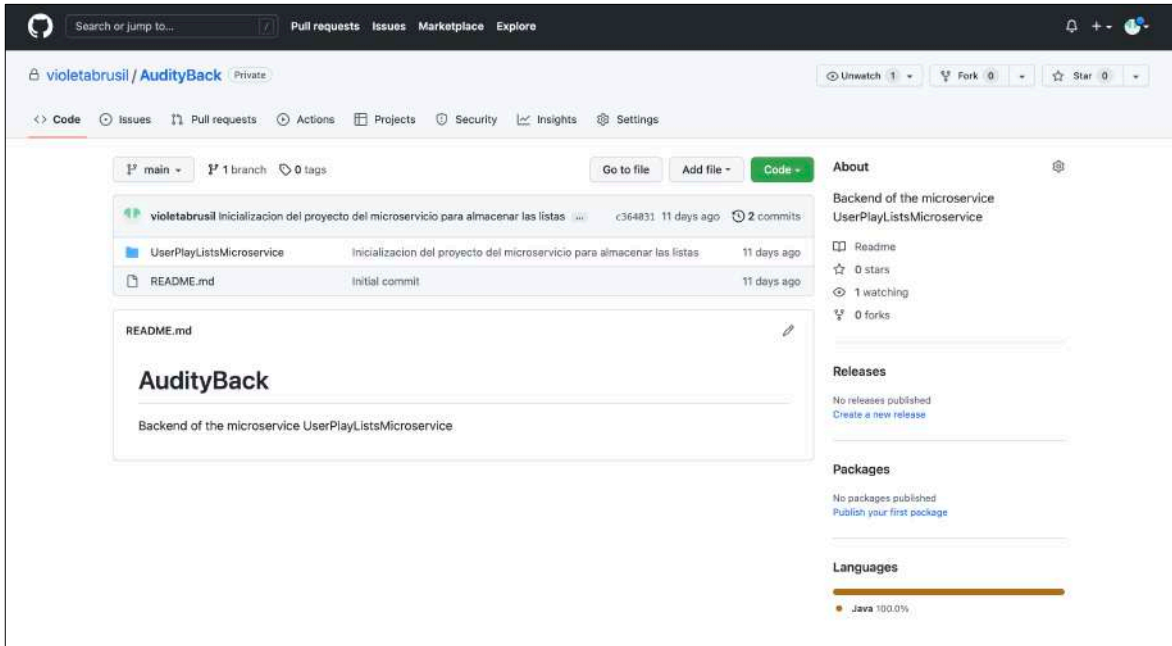 Search or jump to... /
Pull requests Issues Marketplace Explore
violetabrusil / AudityBack Private
Unwatch 1 Fork 0 Star 0
<> Code Issues Pull requests Actions Projects Security Insights Settings
main 1 branch 0 tags Go to file Add file Code
violetabrusil Inicializacion del proyecto del microservicio para almacenar las listas ... c364031 11 days ago 2 commits
UserPlayListsMicroservice Inicializacion del proyecto del microservicio para almacenar las listas 11 days ago
README.md Initial commit 11 days ago
README.md
AudityBack
Backend of the microservice UserPlayListsMicroservice
About
Backend of the microservice
UserPlayListsMicroservice
Readme
0 stars
1 watching
0 forks
Releases
No releases published
Create a new release
Packages
No packages published
Publish your first package
Languages
Java 100.0%